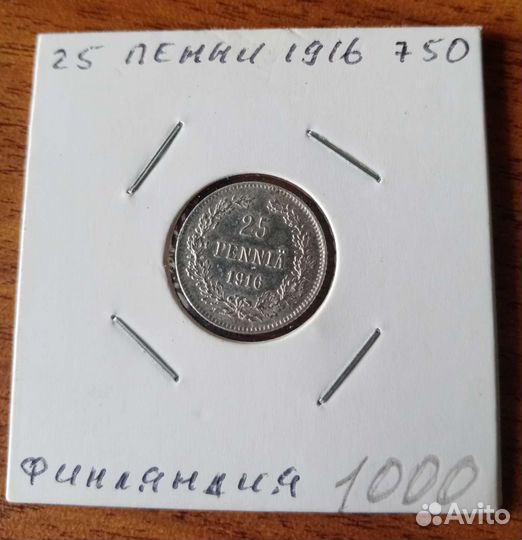 25 ПЕННИ 1916 750
25
PENNIÄ
1916
ФИНЛЯНДИЯ 1000
Avito